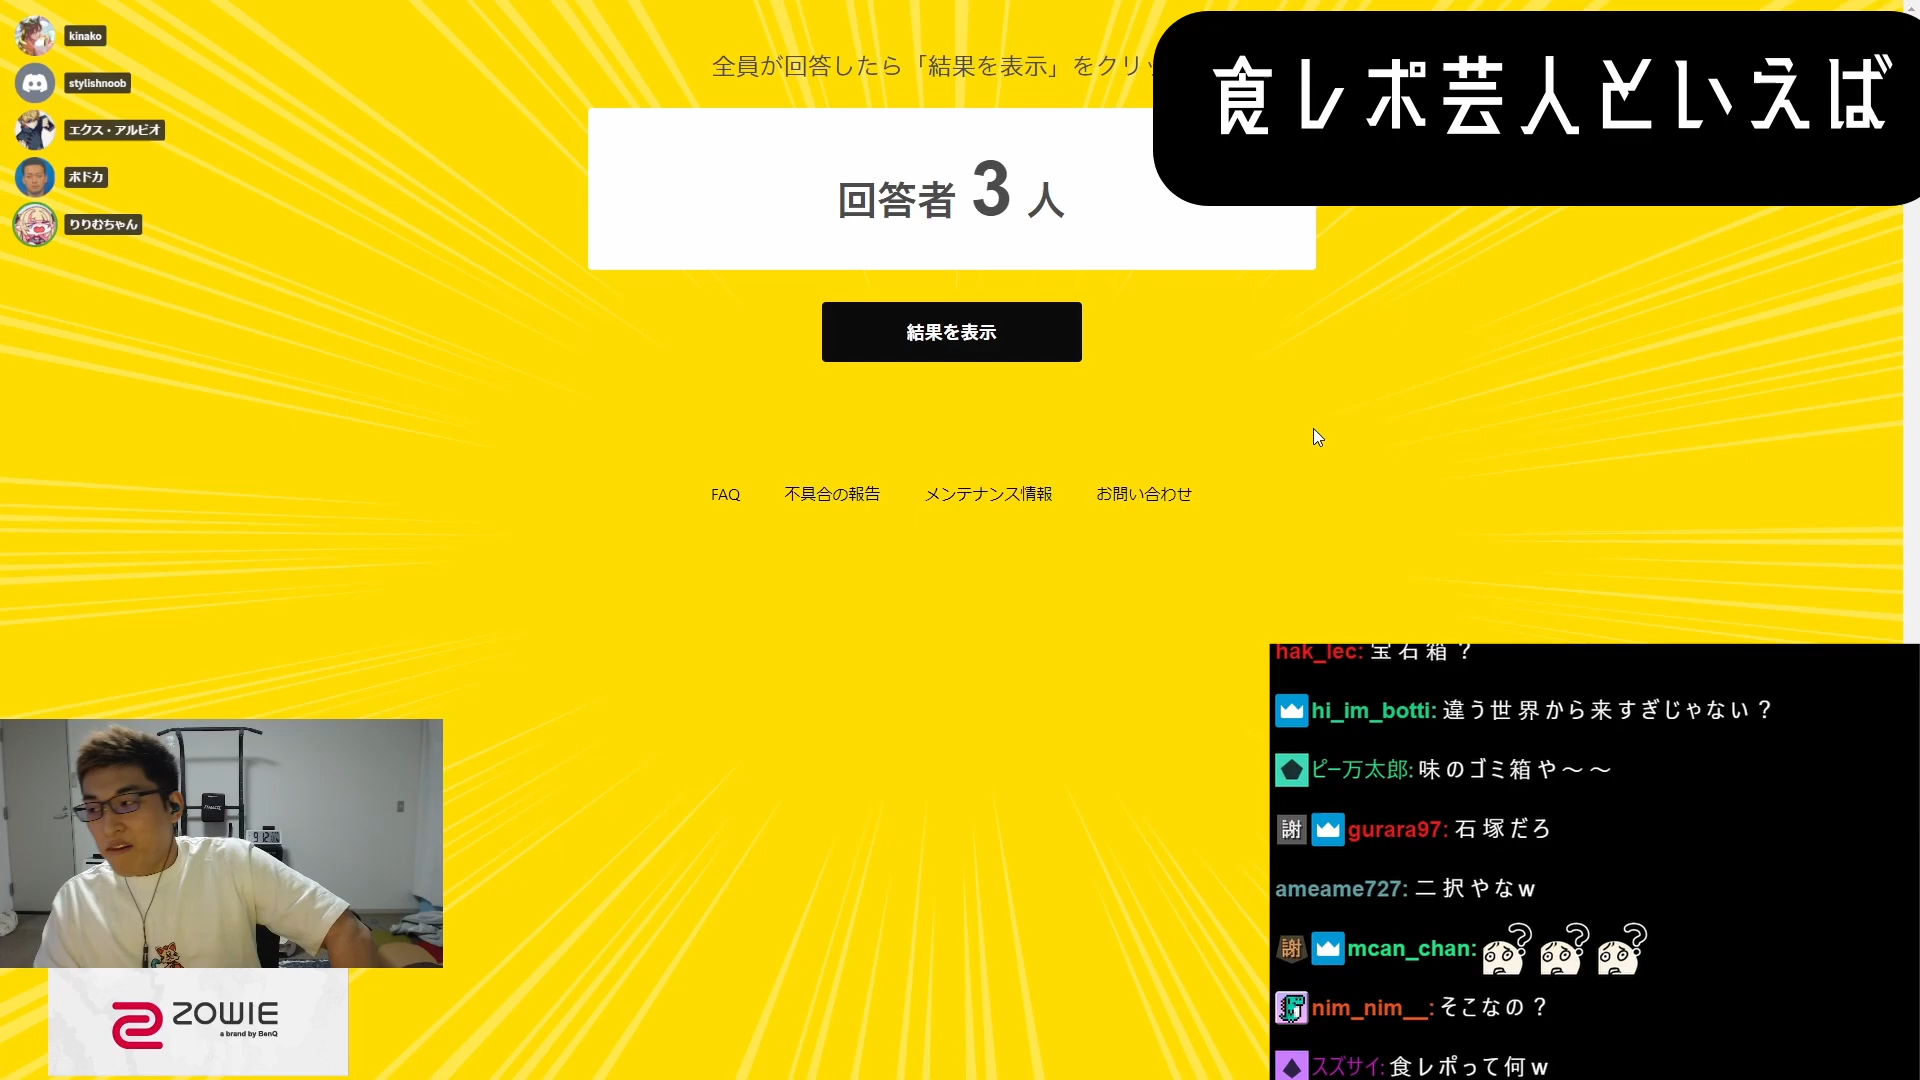 kinako
stylishnoob
エクス・アルビオ
ボドカ
りりむちゃん
全員が回答したら「結果を表示」をクリッ
食レポ芸人といえば
回答者 3 人
結果を表示
FAQ 不具合の報告 メンテナンス情報 お問い合わせ
hak_lec: 宝石箱？
hi_im_botti: 違う世界から来すぎじゃない？
ピー万太郎: 味のゴミ箱や～～
謝 gurara97: 石塚だろ
ameame727: 二択やなw
謝 mcan_chan:
nim_nim__: そこなの？
スズサイ: 食レポって何w
ZOWIE
a brand by BenQ